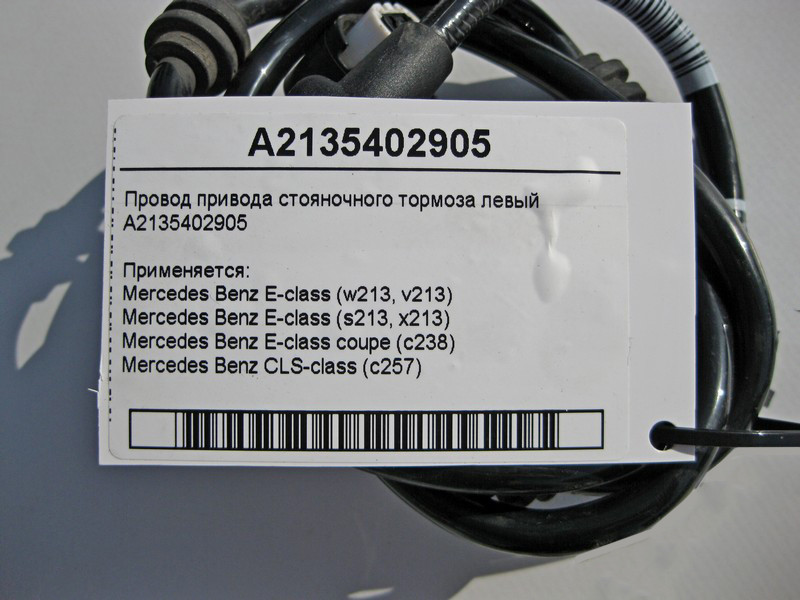 A2135402905
Провод привода стояночного тормоза левый
A2135402905
Применяется:
Mercedes Benz E-class (w213, v213)
Mercedes Benz E-class (s213, x213)
Mercedes Benz E-class coupe (c238)
Mercedes Benz CLS-class (c257)